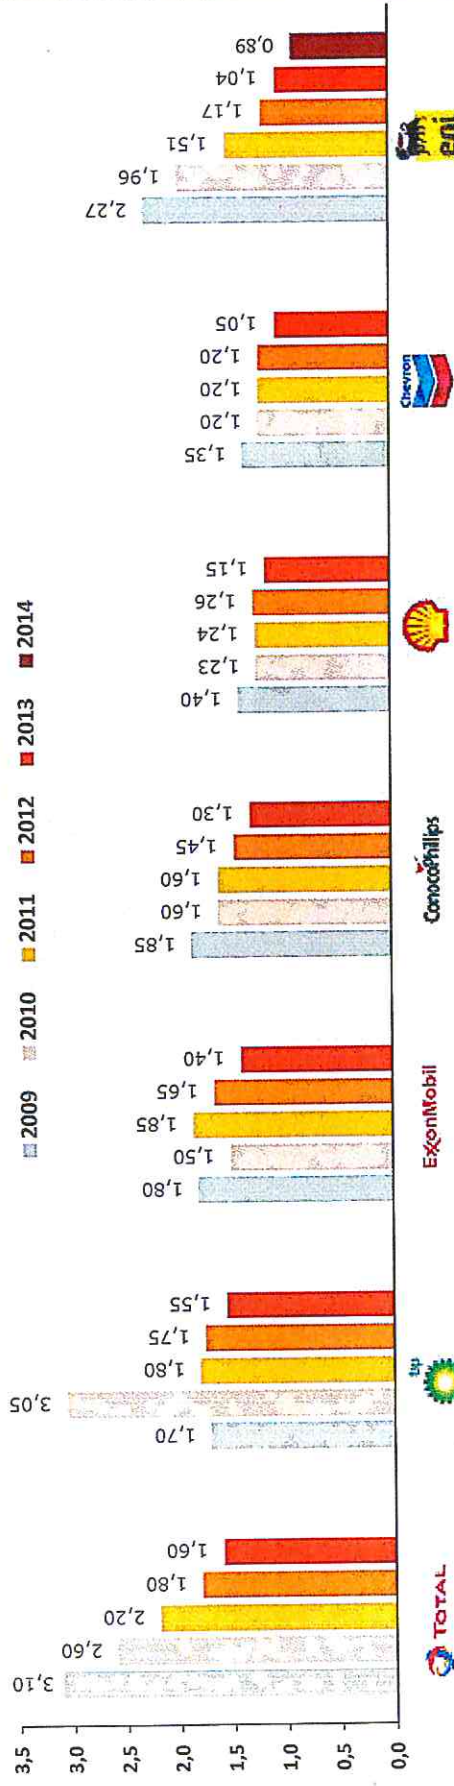 2009 2010 2011 2012 2013 2014
3,5
3,0
2,5
2,0
1,5
1,0
0,5
0,0
3,10 2,60 2,20 1,80 1,60
1,70 3,05 1,80 1,75 1,55
1,80 1,50 1,85 1,65 1,40
1,85 1,60 1,60 1,45 1,30
1,40 1,23 1,24 1,26 1,15
1,35 1,20 1,20 1,20 1,05
2,27 1,96 1,51 1,17 1,04 0,89
TOTAL
bp
ExxonMobil
ConocoPhillips
Chevron
eni